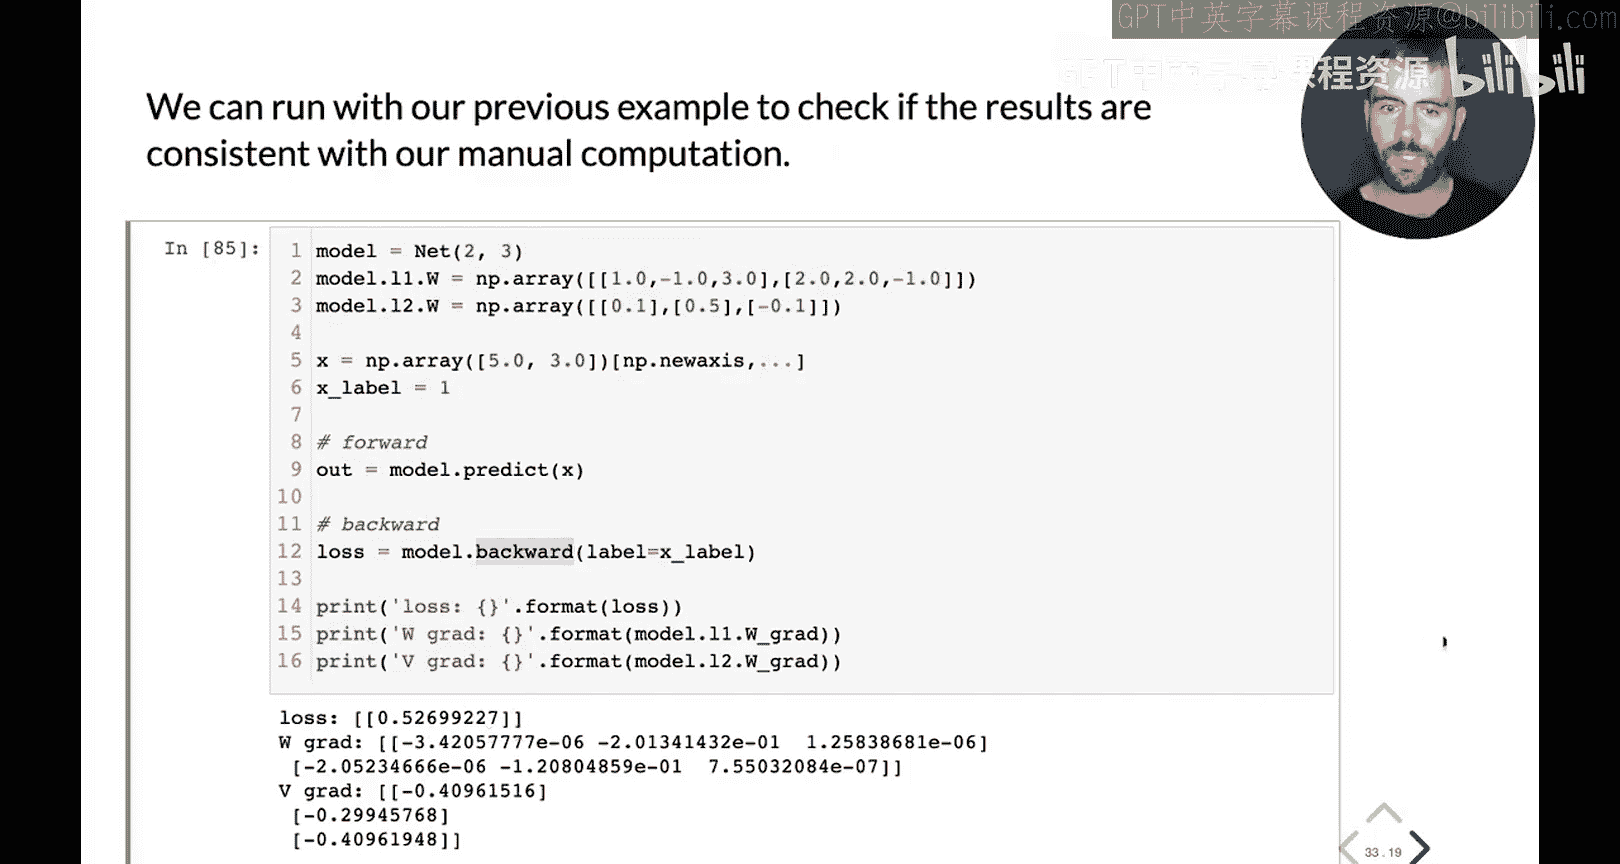 GPT中英字幕课程资源@bilibili.com
课程资源 bilibili
We can run with our previous example to check if the results are
consistent with our manual computation.
In [85]:
1 model = Net(2, 3)
2 model.l1.W = np.array([[1.0,-1.0,3.0],[2.0,2.0,-1.0]])
3 model.l2.W = np.array([[0.1],[0.5],[-0.1]])
4
5 x = np.array([5.0, 3.0])[np.newaxis,...]
6 x_label = 1
7
8 # forward
9 out = model.predict(x)
10
11 # backward
12 loss = model.backward(label=x_label)
13
14 print('loss: {}'.format(loss))
15 print('W grad: {}'.format(model.l1.W_grad))
16 print('V grad: {}'.format(model.l2.W_grad))
loss: [[0.52699227]]
W grad: [[-3.42057777e-06 -2.01341432e-01 1.25838681e-06]
[-2.05234666e-06 -1.20804859e-01 7.55032084e-07]]
V grad: [[-0.40961516]
[-0.29945768]
[-0.40961948]]
33.19